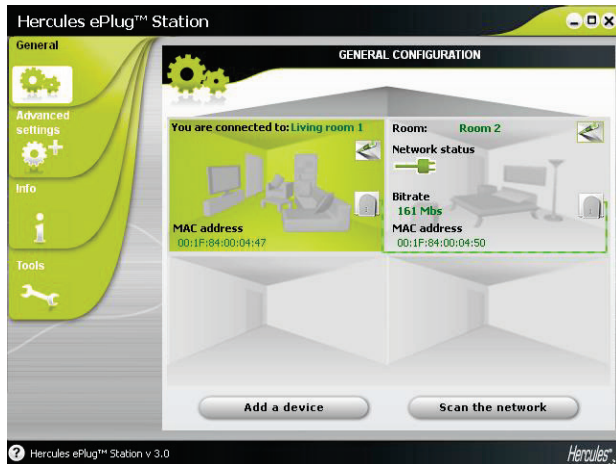 Hercules ePlug™ Station
General
Advanced
settings
Info
Tools
GENERAL CONFIGURATION
You are connected to: Living room 1
MAC address
00:1F:84:00:04:47
Room: Room 2
Network status
Bitrate
161 Mbs
MAC address
00:1F:84:00:04:50
Add a device
Scan the network
? Hercules ePlug™ Station v 3.0
Hercules